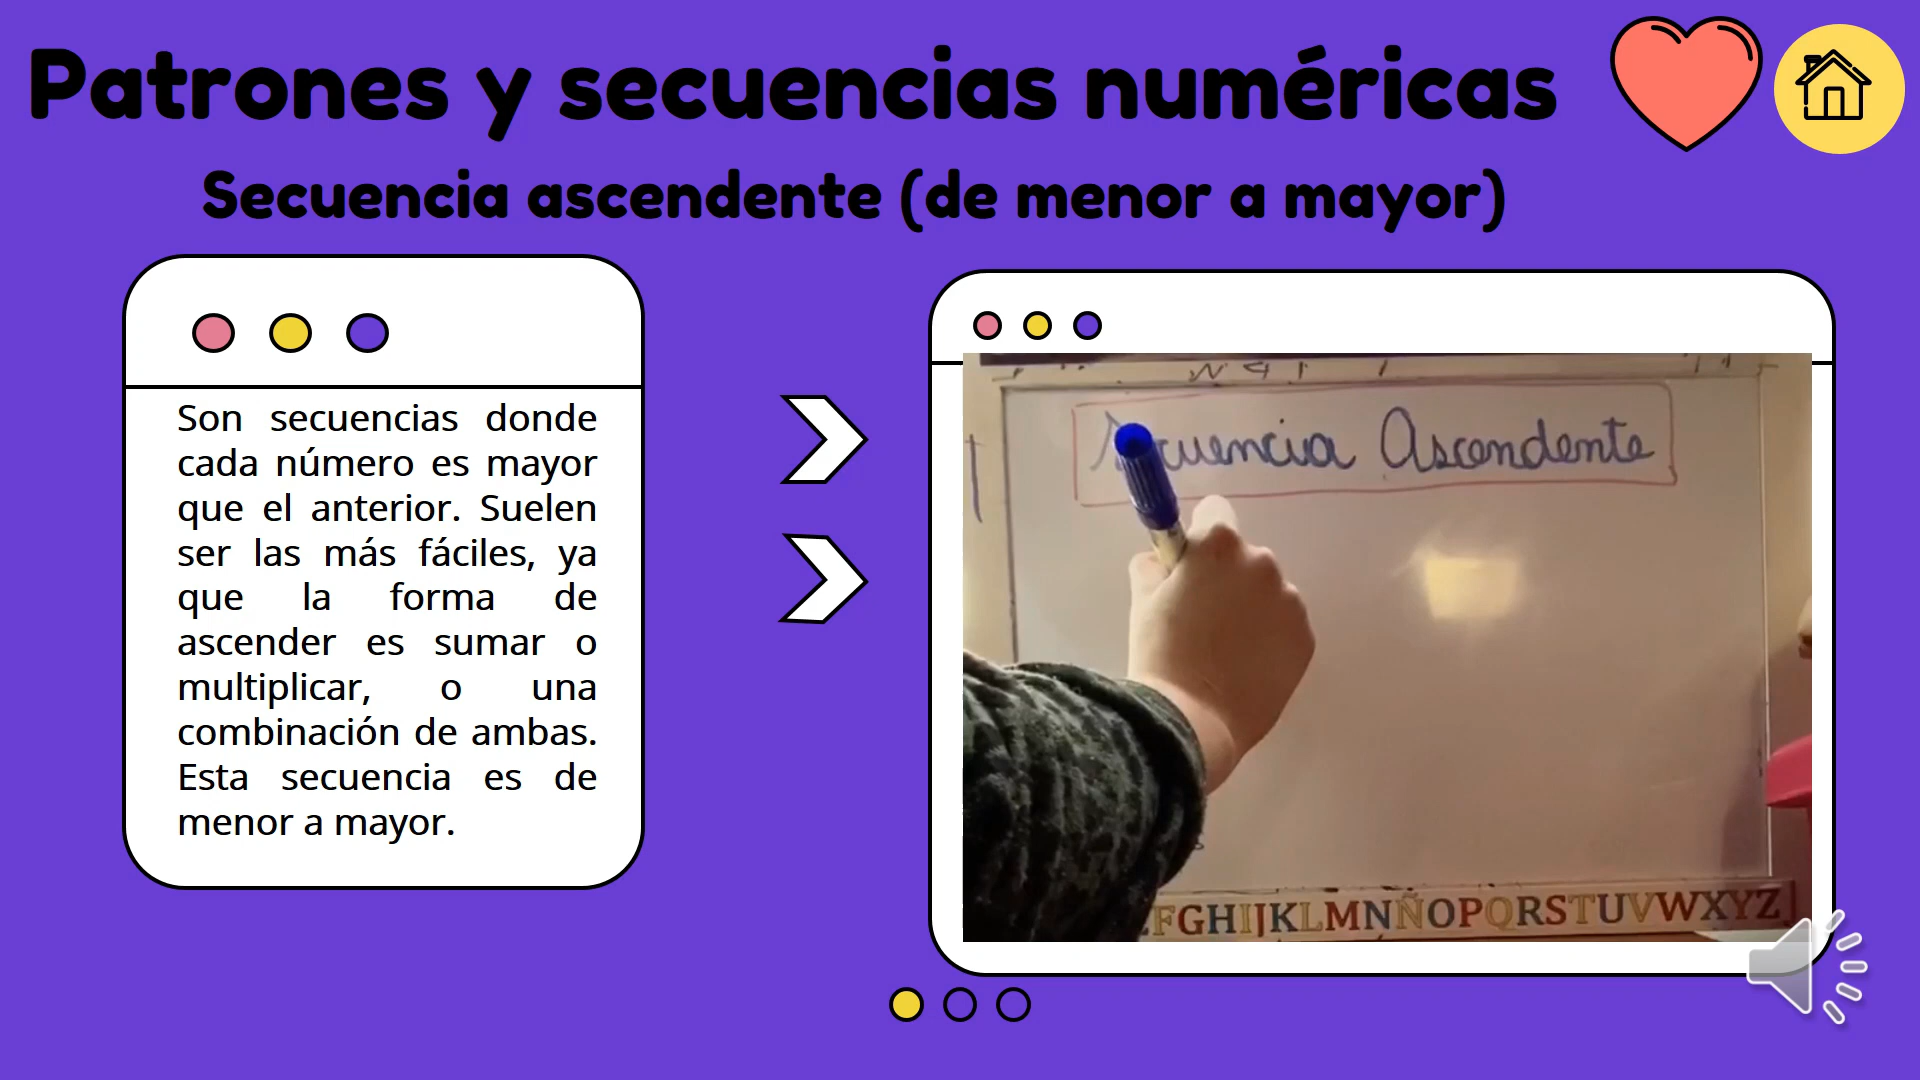 Patrones y secuencias numéricas
Secuencia ascendente (de menor a mayor)
Son secuencias donde
cada número es mayor
que el anterior. Suelen
ser las más fáciles, ya
que la forma de
ascender es sumar o
multiplicar, o una
combinación de ambas.
Esta secuencia es de
menor a mayor.
Secuencia Ascendente
FGHIJKLMNÑOPQRSTUVWXYZ